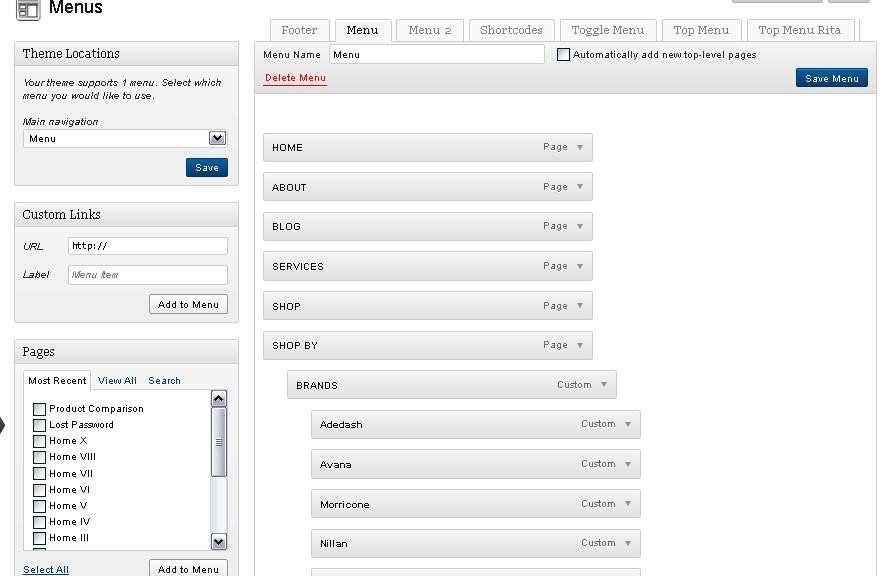 Menus
Footer
Menu
Menu 2
Shortcodes
Toggle Menu
Top Menu
Top Menu Rita
Theme Locations
Your theme supports 1 menu. Select which
menu you would like to use.
Main navigation
Menu
Save
Custom Links
URL http://
Label Menu Item
Add to Menu
Pages
Most Recent View All Search
Product Comparison
Lost Password
Home X
Home VIII
Home VII
Home VI
Home V
Home IV
Home III
Select All Add to Menu
Menu Name Menu Automatically add new top-level pages
Delete Menu Save Menu
HOME Page
ABOUT Page
BLOG Page
SERVICES Page
SHOP Page
SHOP BY Page
BRANDS Custom
Adedash Custom
Avana Custom
Morricone Custom
Nillan Custom